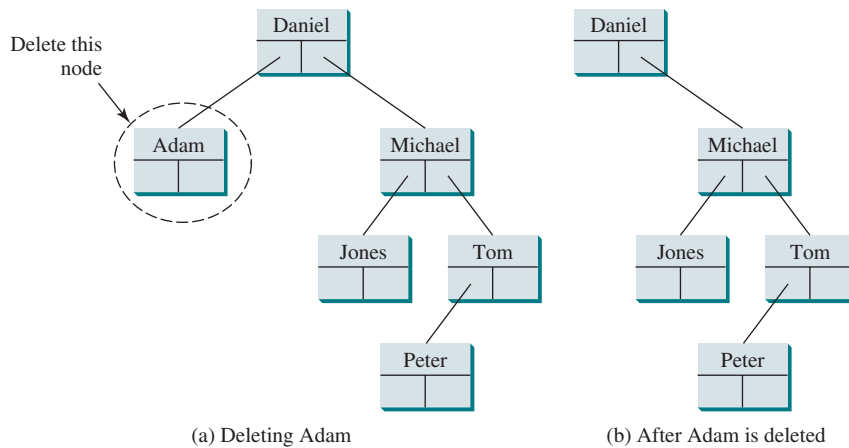 Delete this
node
Daniel
Adam
Michael
Jones
Tom
Peter
(a) Deleting Adam
Daniel
Michael
Jones
Tom
Peter
(b) After Adam is deleted